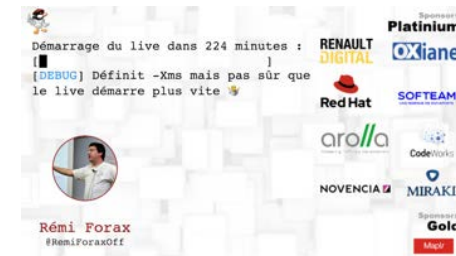 Démarrage du live dans 224 minutes :
[█ ]
[DEBUG] Définit -Xms mais pas sûr que
le live démarre plus vite 🤷
Rémi Forax
@RemiForaxOff
Sponsors
Platinium
RENAULT
DIGITAL
OXiane
Red Hat
SOFTEAM
arolla
CodeWorks
NOVENCIA
MIRAKL
Sponsors
Gold
Maplr